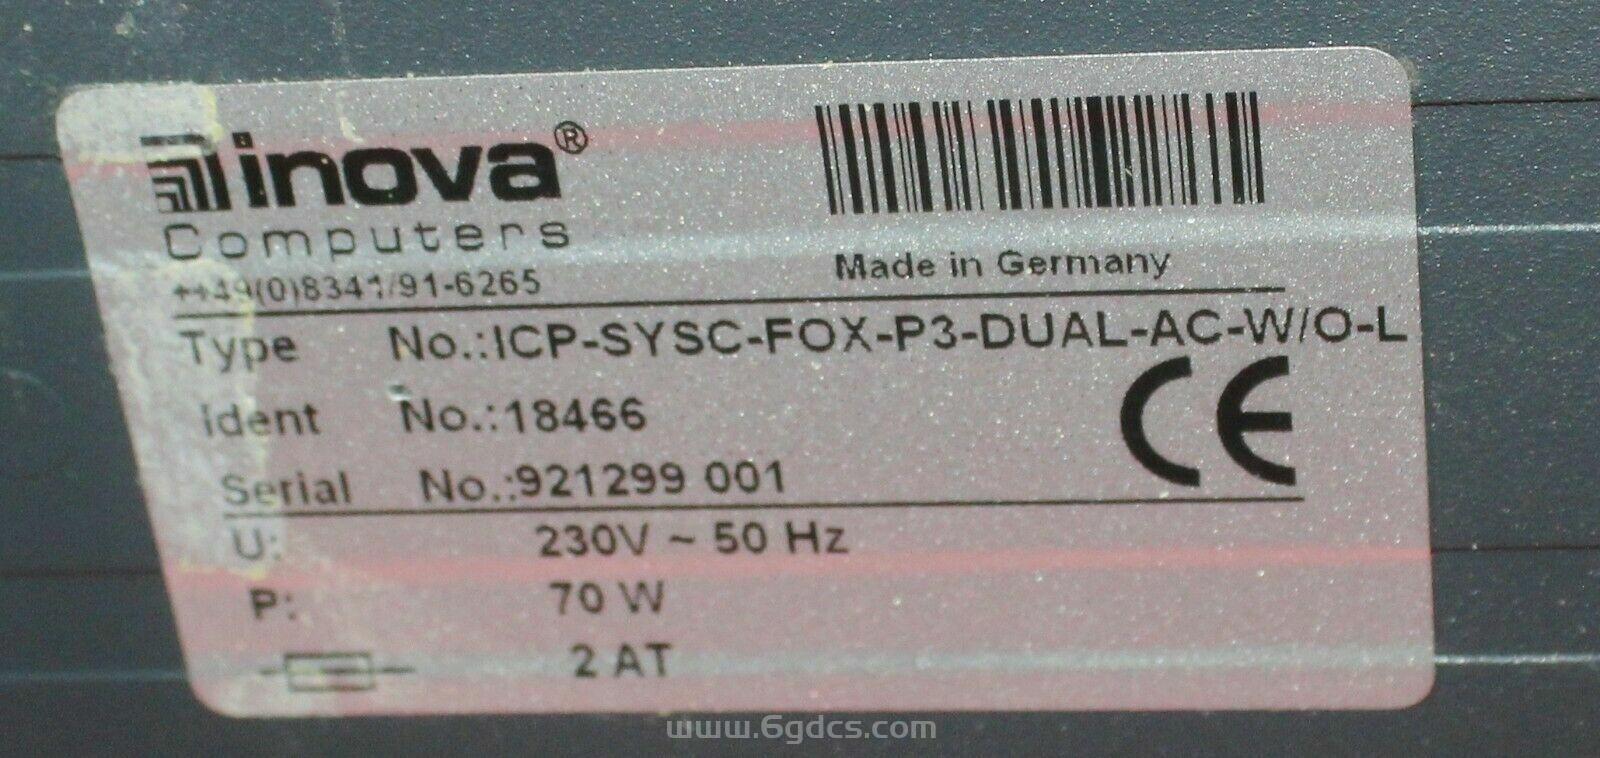 inova®
Computers
++49(0)8341/91-6265
Made in Germany
Type No.:ICP-SYSC-FOX-P3-DUAL-AC-W/O-L
Ident No.:18466
CE
Serial No.:921299 001
U: 230V ~ 50 Hz
P: 70 W
2 AT
www.6gdcs.com